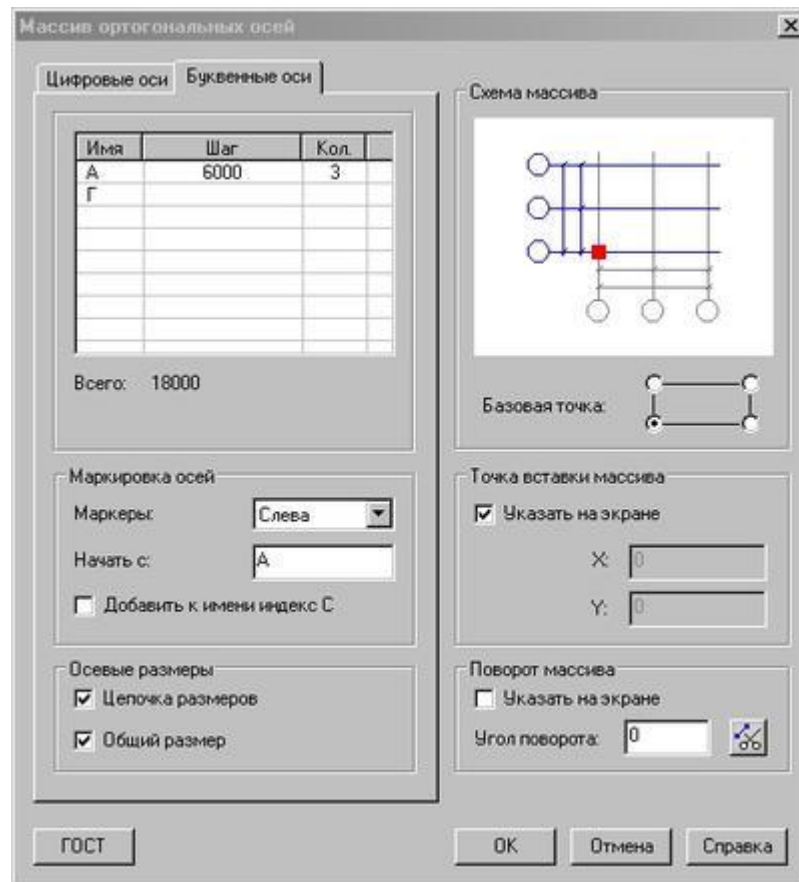 Массив ортогональных осей
Цифровые оси
Буквенные оси
Имя Шаг Кол.
А 6000 3
Г
Всего: 18000
Маркировка осей
Маркеры: Слева
Начать с: А
Добавить к имени индекс С
Осевые размеры
Цепочка размеров
Общий размер
Схема массива
Базовая точка:
Точка вставки массива
Указать на экране
X: 0
Y: 0
Поворот массива
Указать на экране
Угол поворота: 0
ГОСТ
OK
Отмена
Справка